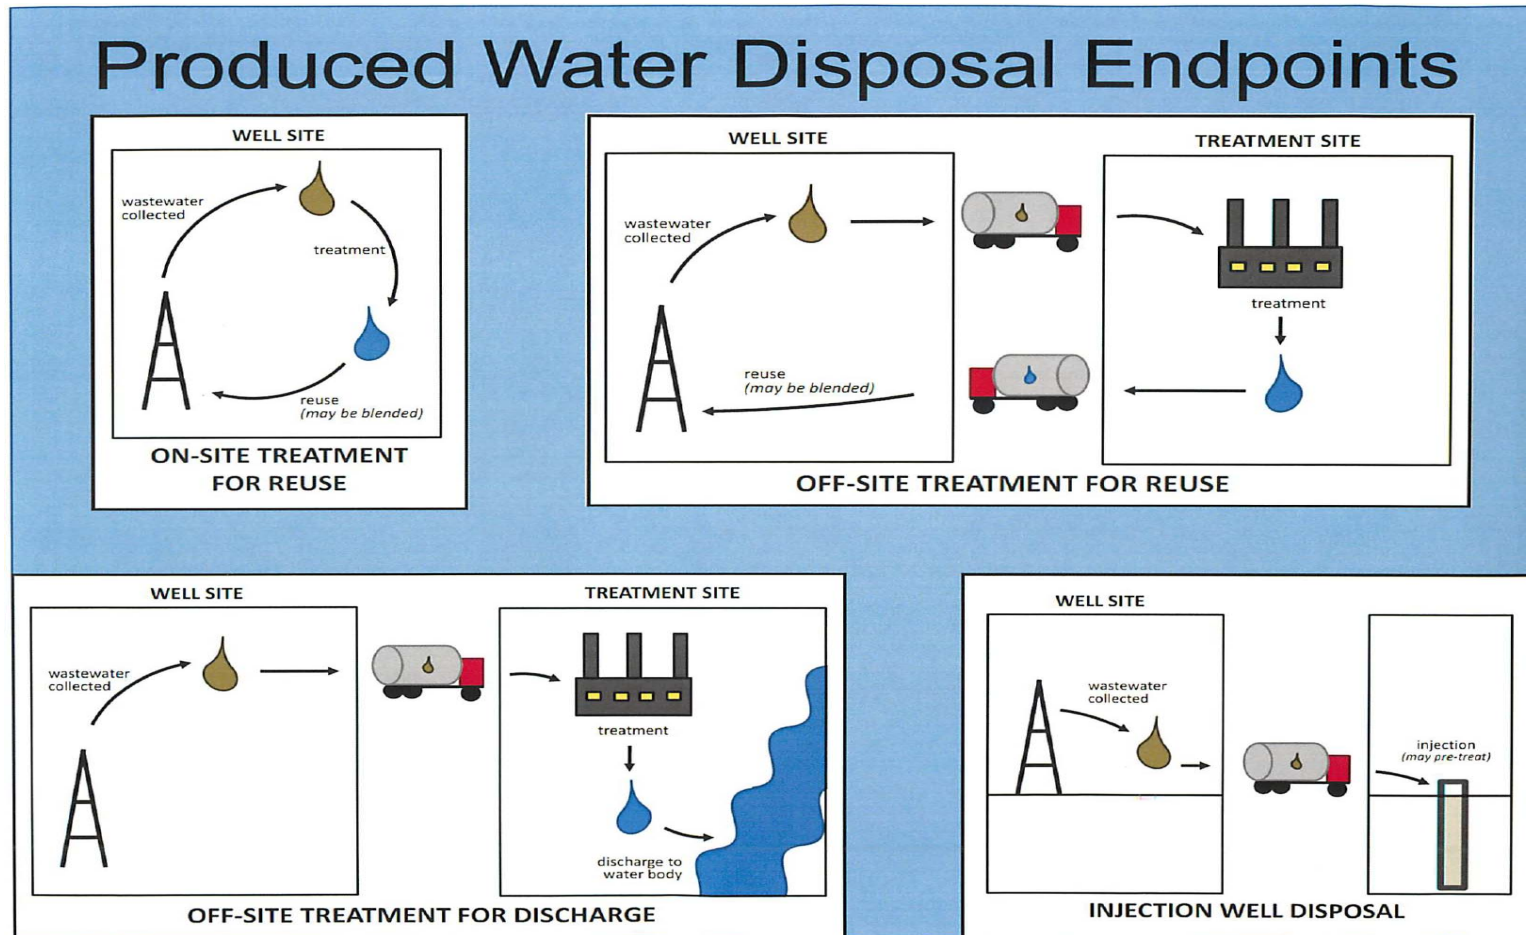 Produced Water Disposal Endpoints
WELL SITE
wastewater
collected
treatment
reuse
(may be blended)
ON-SITE TREATMENT
FOR REUSE
WELL SITE
TREATMENT SITE
wastewater
collected
treatment
reuse
(may be blended)
OFF-SITE TREATMENT FOR REUSE
WELL SITE
TREATMENT SITE
wastewater
collected
treatment
discharge to
water body
OFF-SITE TREATMENT FOR DISCHARGE
WELL SITE
wastewater
collected
injection
(may pre-treat)
INJECTION WELL DISPOSAL